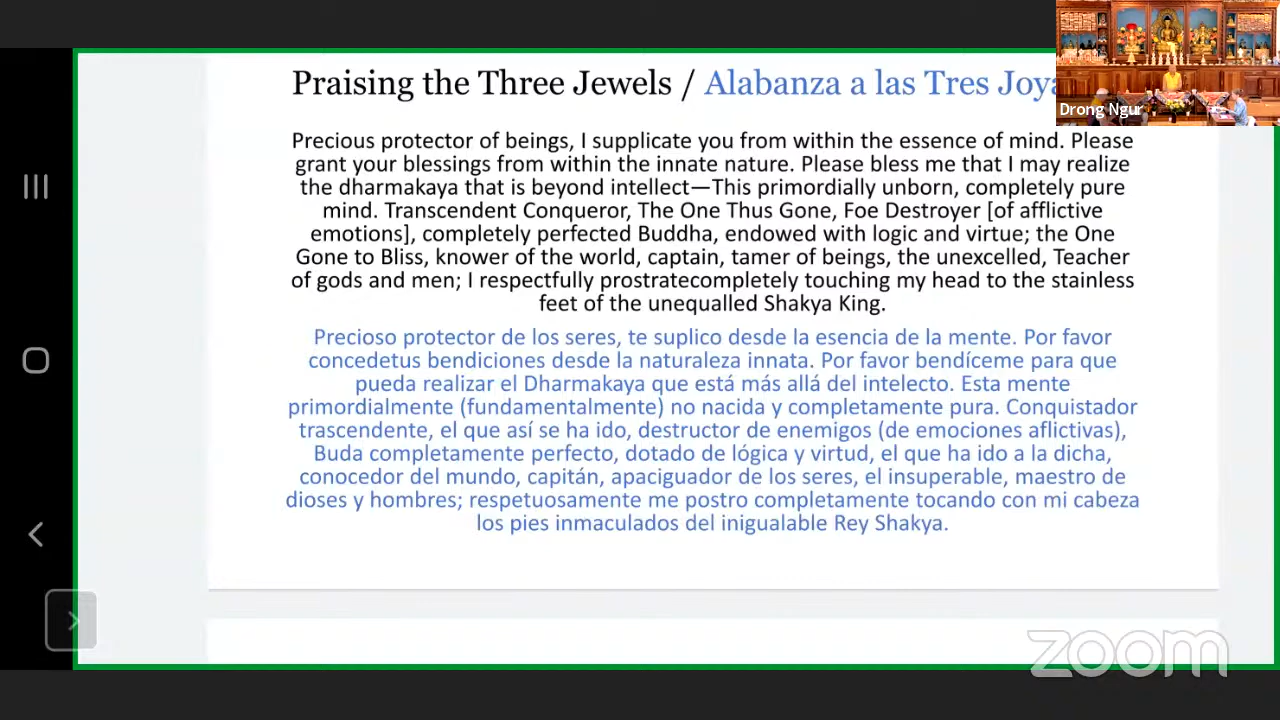 Praising the Three Jewels / Alabanza a las Tres Joya
Drong Ngur
Precious protector of beings, I supplicate you from within the essence of mind. Please
grant your blessings from within the innate nature. Please bless me that I may realize
the dharmakaya that is beyond intellect—This primordially unborn, completely pure
mind. Transcendent Conqueror, The One Thus Gone, Foe Destroyer [of afflictive
emotions], completely perfected Buddha, endowed with logic and virtue; the One
Gone to Bliss, knower of the world, captain, tamer of beings, the unexcelled, Teacher
of gods and men; I respectfully prostratecompletely touching my head to the stainless
feet of the unequalled Shakya King.
Precioso protector de los seres, te suplico desde la esencia de la mente. Por favor
concedetus bendiciones desde la naturaleza innata. Por favor bendíceme para que
pueda realizar el Dharmakaya que está más allá del intelecto. Esta mente
primordialmente (fundamentalmente) no nacida y completamente pura. Conquistador
trascendente, el que así se ha ido, destructor de enemigos (de emociones aflictivas),
Buda completamente perfecto, dotado de lógica y virtud, el que ha ido a la dicha,
conocedor del mundo, capitán, apaciguador de los seres, el insuperable, maestro de
dioses y hombres; respetuosamente me postro completamente tocando con mi cabeza
los pies inmaculados del inigualable Rey Shakya.
zoom